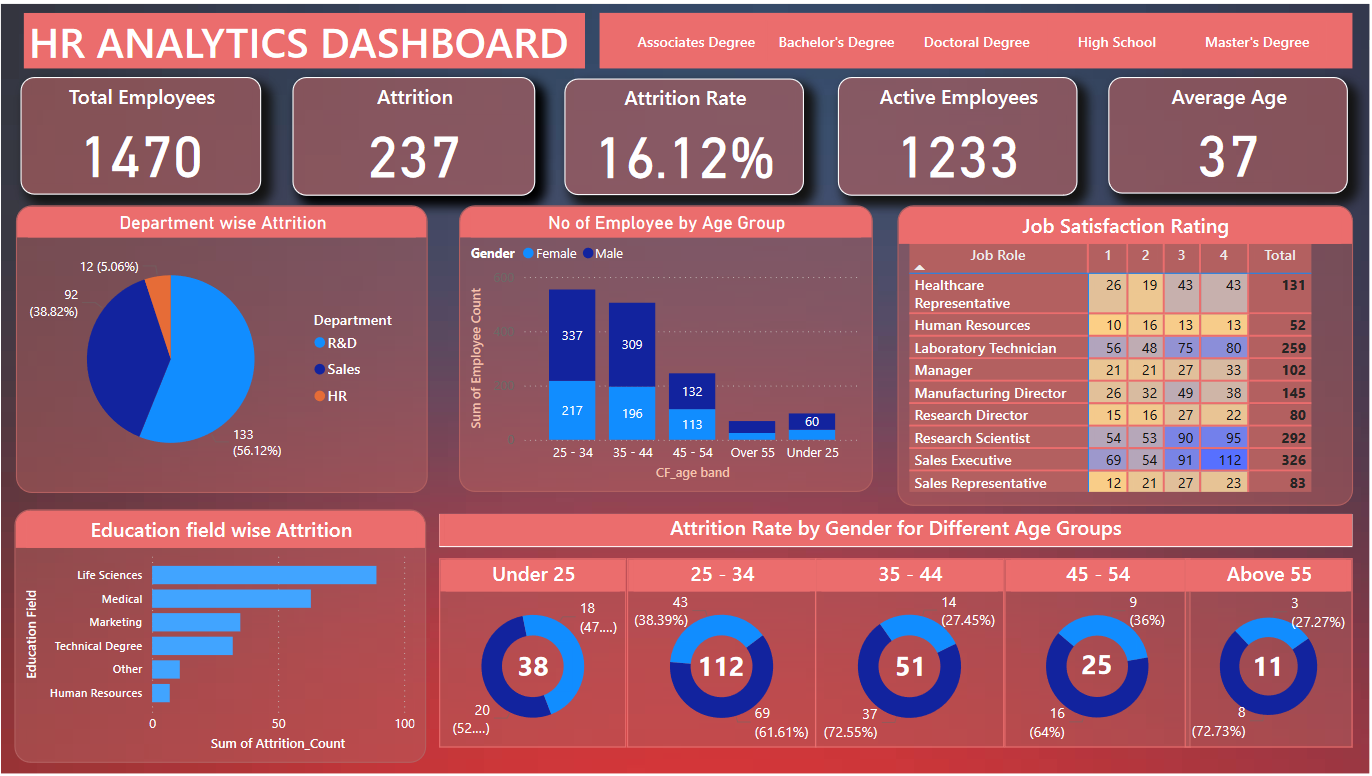 HR ANALYTICS DASHBOARD
Associates Degree Bachelor's Degree Doctoral Degree High School Master's Degree
Total Employees
1470
Attrition
237
Attrition Rate
16.12%
Active Employees
1233
Average Age
37
Department wise Attrition
12 (5.06%)
92
(38.82%)
133
(56.12%)
Department
R&D
Sales
HR
No of Employee by Age Group
Gender Female Male
Sum of Employee Count
337 309 132 60
217 196 113
25 - 34 35 - 44 45 - 54 Over 55 Under 25
CF_age band
Job Satisfaction Rating
Job Role 1 2 3 4 Total
Healthcare
Representative 26 19 43 43 131
Human Resources 10 16 13 13 52
Laboratory Technician 56 48 75 80 259
Manager 21 21 27 33 102
Manufacturing Director 26 32 49 38 145
Research Director 15 16 27 22 80
Research Scientist 54 53 90 95 292
Sales Executive 69 54 91 112 326
Sales Representative 12 21 27 23 83
Education field wise Attrition
Education Field
Life Sciences
Medical
Marketing
Technical Degree
Other
Human Resources
0 50 100
Sum of Attrition_Count
Attrition Rate by Gender for Different Age Groups
Under 25
18
(47....)
38
20
(52....)
25 - 34
43
(38.39%)
112
69
(61.61%)
35 - 44
14
(27.45%)
51
37
(72.55%)
45 - 54
9
(36%)
25
16
(64%)
Above 55
3
(27.27%)
11
8
(72.73%)